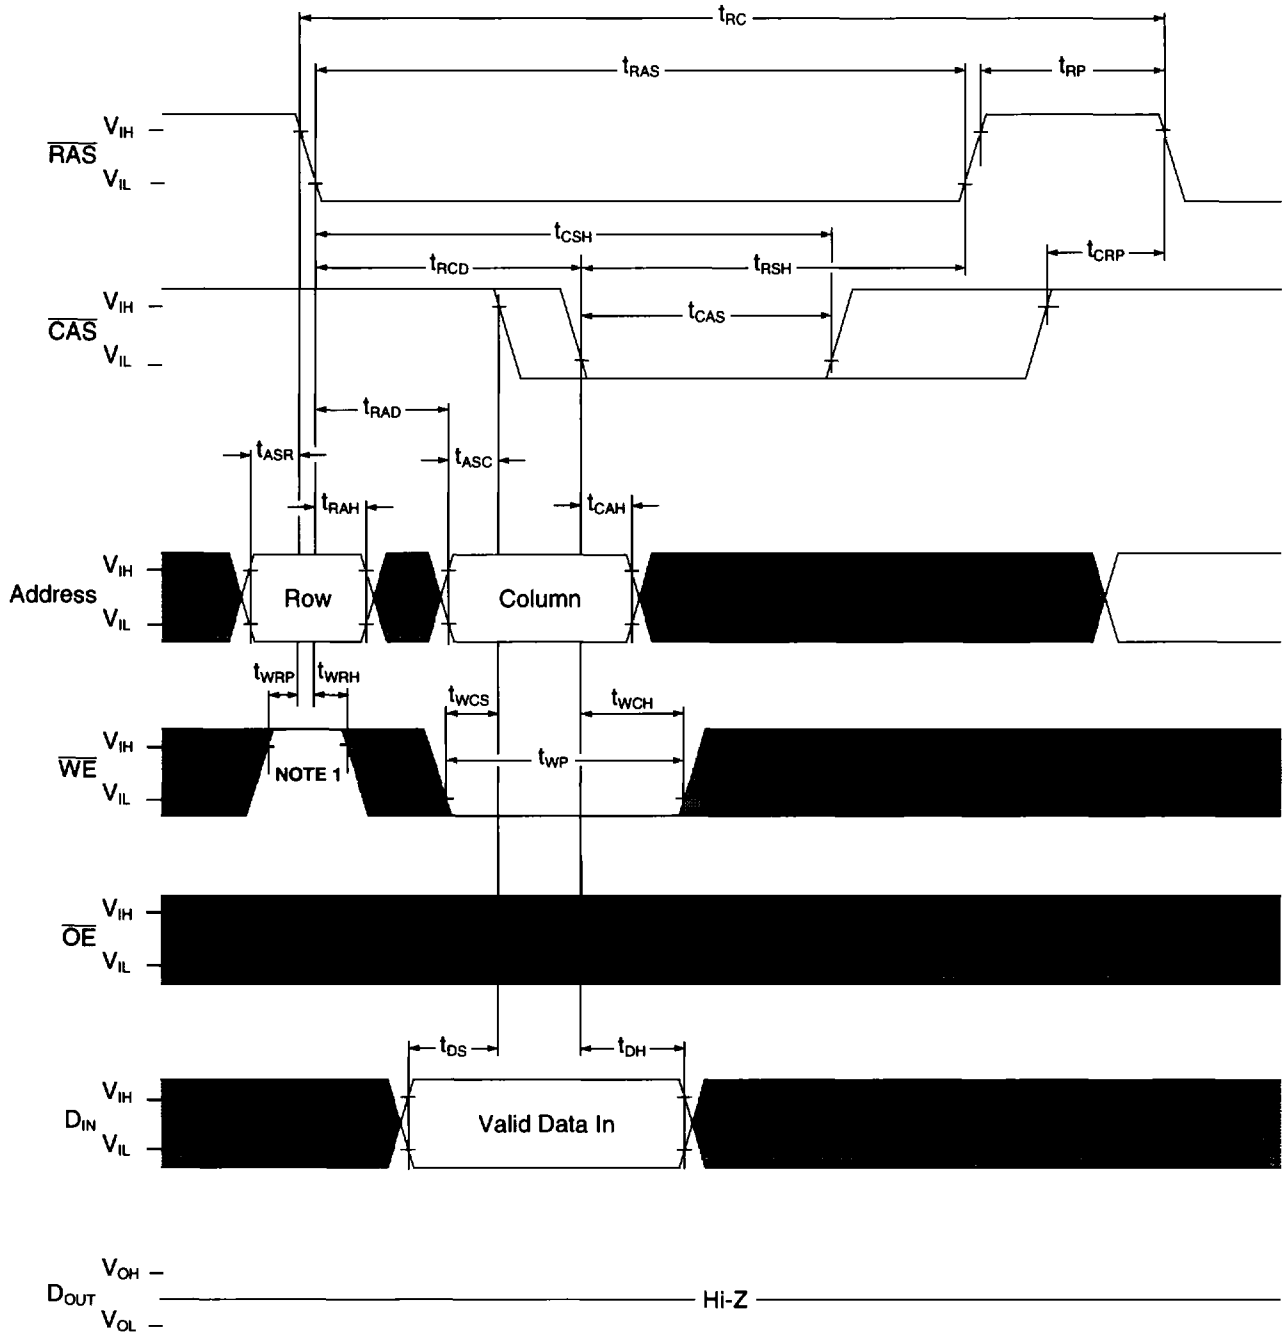 tRC
tRAS
tRP
RAS
VIH
VIL
tCSH
tRCD
tRSH
tCRP
CAS
VIH
VIL
tCAS
tRAD
tASR
tASC
tRAH
tCAH
Address
VIH
VIL
Row
Column
tWRP
tWRH
tWCS
tWCH
WE
VIH
VIL
NOTE 1
tWP
OE
VIH
VIL
tDS
tDH
DIN
VIH
VIL
Valid Data In
DOUT
VOH
VOL
Hi-Z